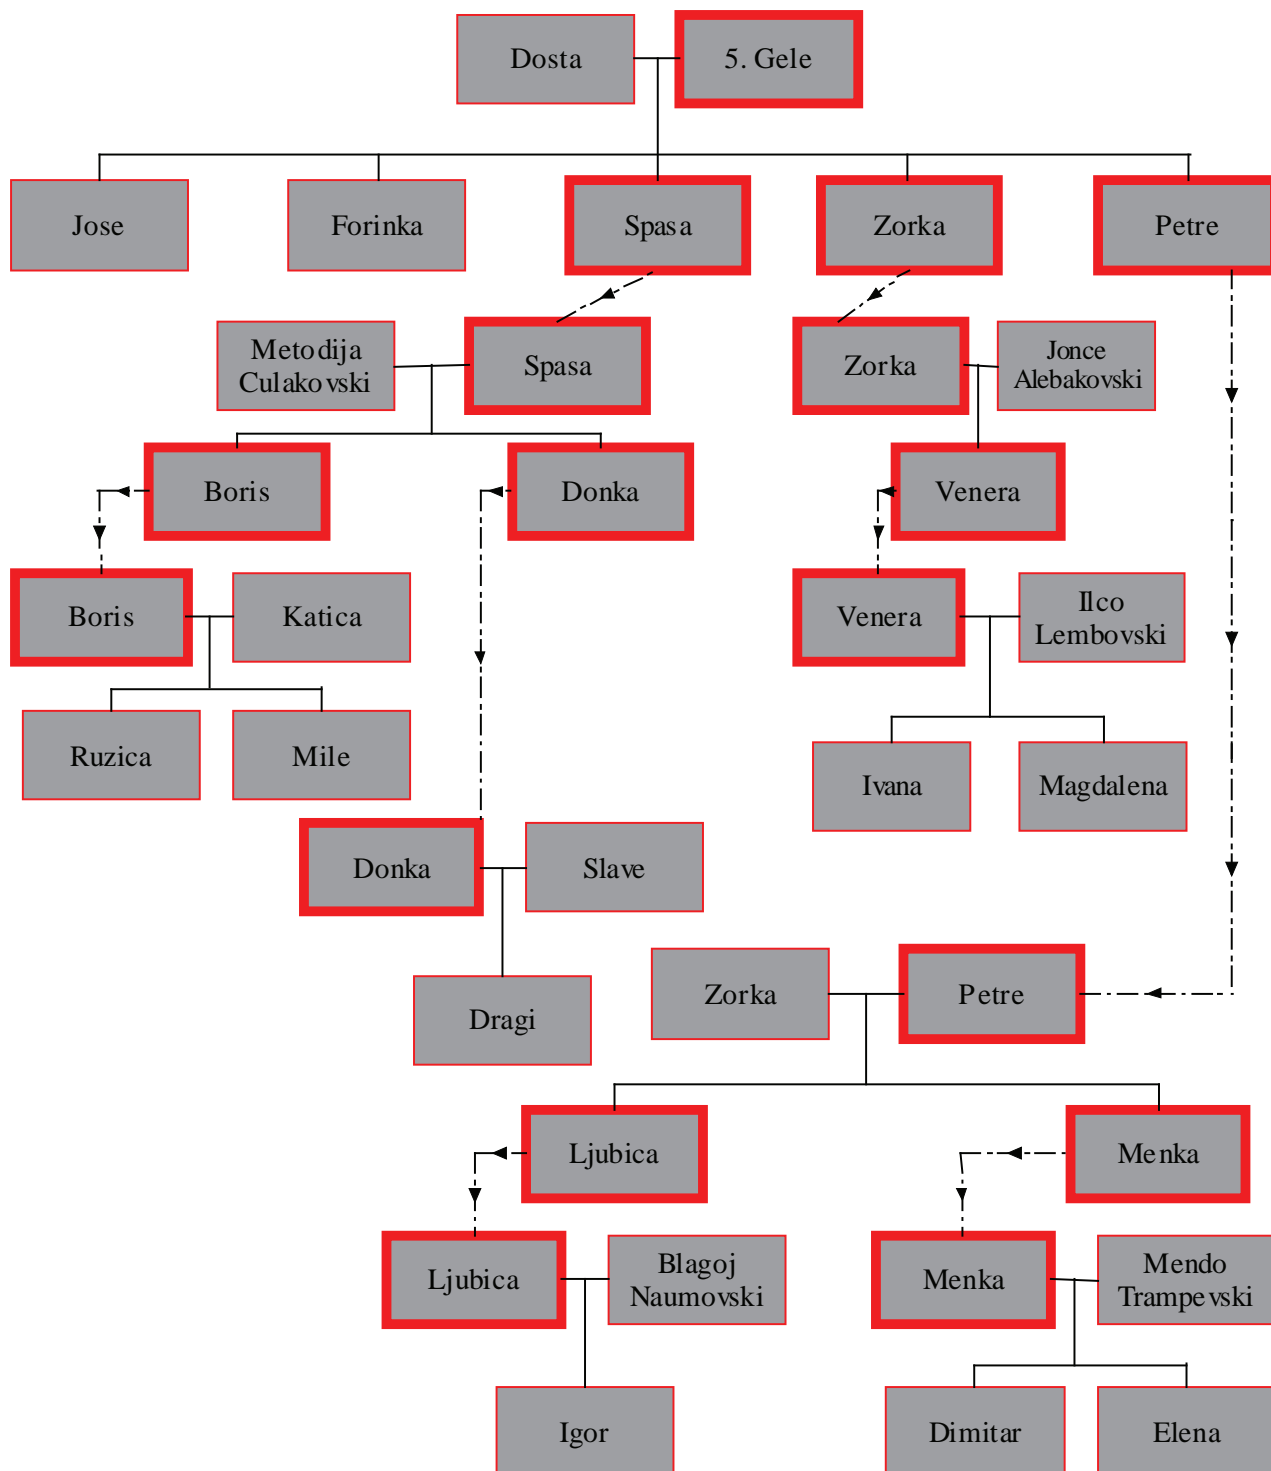 Dosta
5. Gele
Jose
Forinka
Spasa
Zorka
Petre
Metodija
Culakovski
Spasa
Zorka
Jonce
Alebakovski
Boris
Donka
Venera
Boris
Katica
Venera
Ilco
Lembovski
Ruzica
Mile
Ivana
Magdalena
Donka
Slave
Zorka
Petre
Dragi
Ljubica
Menka
Ljubica
Blagoj
Naumovski
Menka
Mendo
Trampevski
Igor
Dimitar
Elena